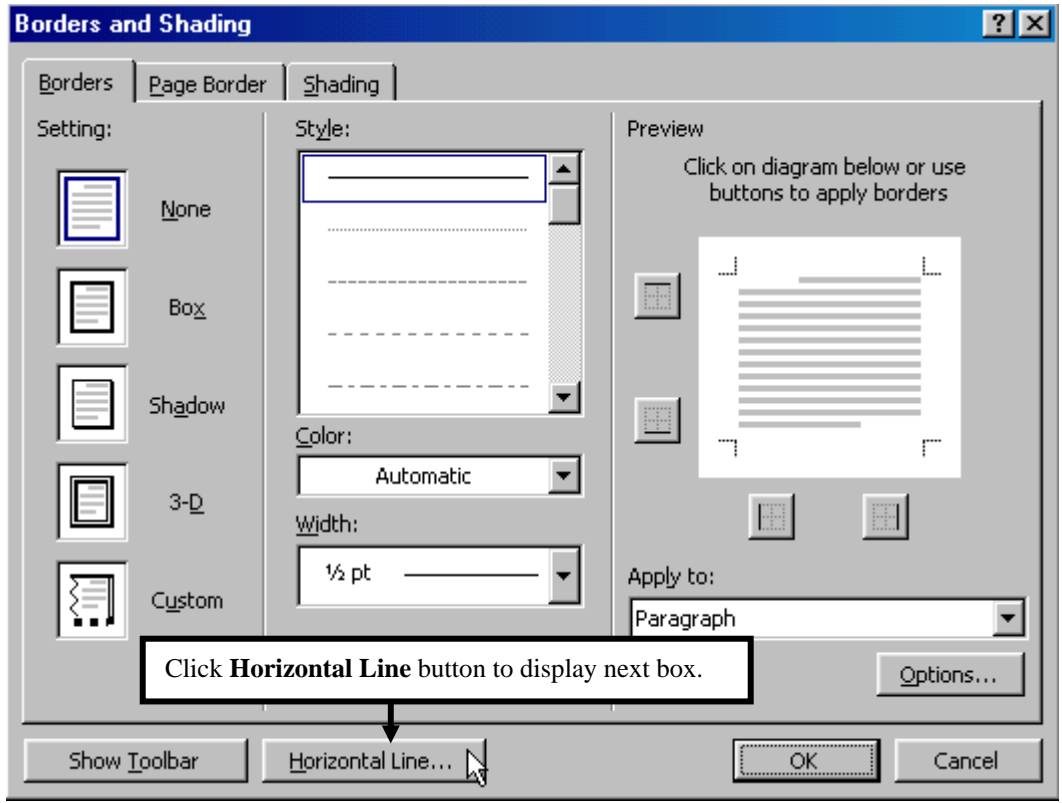 Borders and Shading
Borders
Page Border
Shading
Setting:
None
Box
Shadow
3-D
Custom
Style:
Color:
Automatic
Width:
½ pt
Preview
Click on diagram below or use
buttons to apply borders
Apply to:
Paragraph
Options...
Click Horizontal Line button to display next box.
Show Toolbar
Horizontal Line...
OK
Cancel